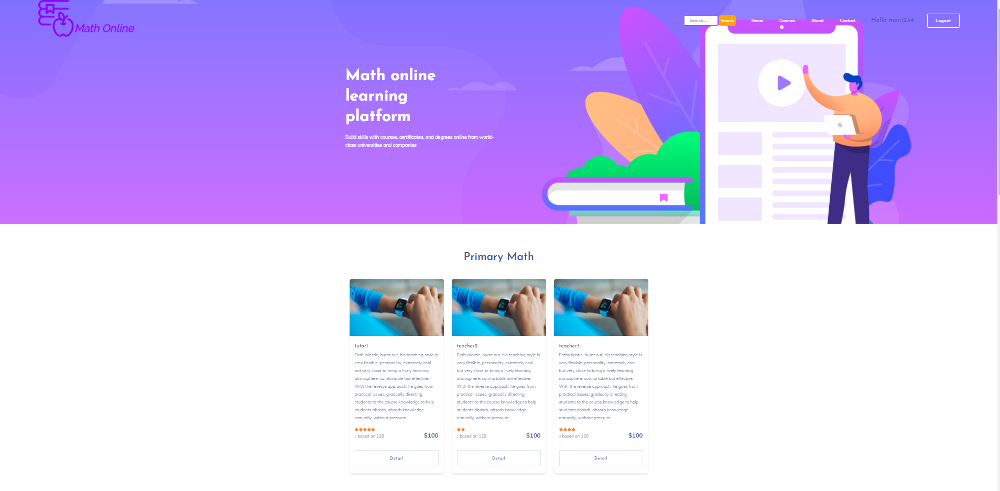 Math Online
Search......
Search
Home
Courses
About
Contact
Hello mon1234
Logout
Math online
learning
platform
Build skills with courses, certificates, and degrees online from world-
class universities and companies
Primary Math
tutor1
Enthusiastic, burnt out, his teaching style is
very flexible, personality, extremely cool
but very close to bring a lively learning
atmosphere, comfortable but effective.
With the reverse approach, he goes from
practical issues, gradually directing
students to the course knowledge to help
students absorb, absorb knowledge
naturally, without pressure.
5 based on 120
$100
Detail
teacher2
Enthusiastic, burnt out, his teaching style is
very flexible, personality, extremely cool
but very close to bring a lively learning
atmosphere, comfortable but effective.
With the reverse approach, he goes from
practical issues, gradually directing
students to the course knowledge to help
students absorb, absorb knowledge
naturally, without pressure.
2 based on 120
$100
Detail
teacher3
Enthusiastic, burnt out, his teaching style is
very flexible, personality, extremely cool
but very close to bring a lively learning
atmosphere, comfortable but effective.
With the reverse approach, he goes from
practical issues, gradually directing
students to the course knowledge to help
students absorb, absorb knowledge
naturally, without pressure.
4 based on 120
$100
Detail